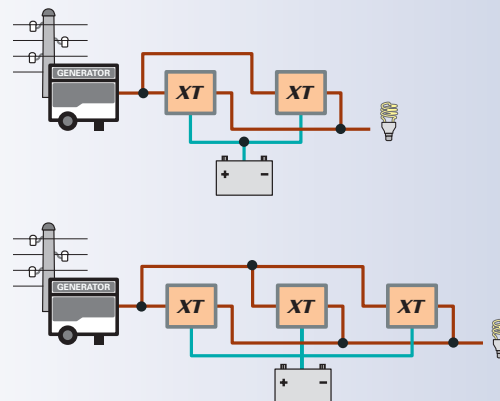 GENERATOR
XT XT
+ -
GENERATOR
XT XT XT
+ -